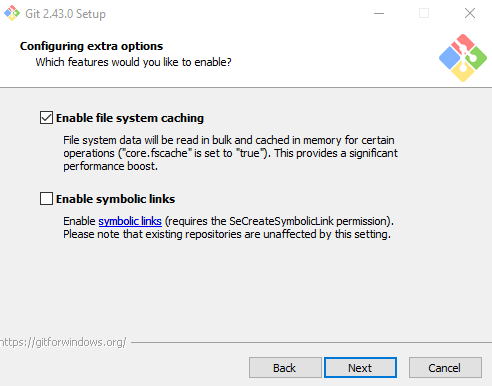 Git 2.43.0 Setup
Configuring extra options
Which features would you like to enable?
Enable file system caching
File system data will be read in bulk and cached in memory for certain
operations ("core.fscache" is set to "true"). This provides a significant
performance boost.
Enable symbolic links
Enable symbolic links (requires the SeCreateSymbolicLink permission).
Please note that existing repositories are unaffected by this setting.
https://gitforwindows.org/
Back
Next
Cancel